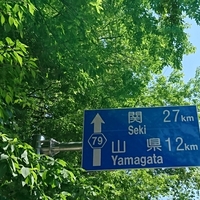 関 27km
Seki
79
山 県 12km
Yamagata